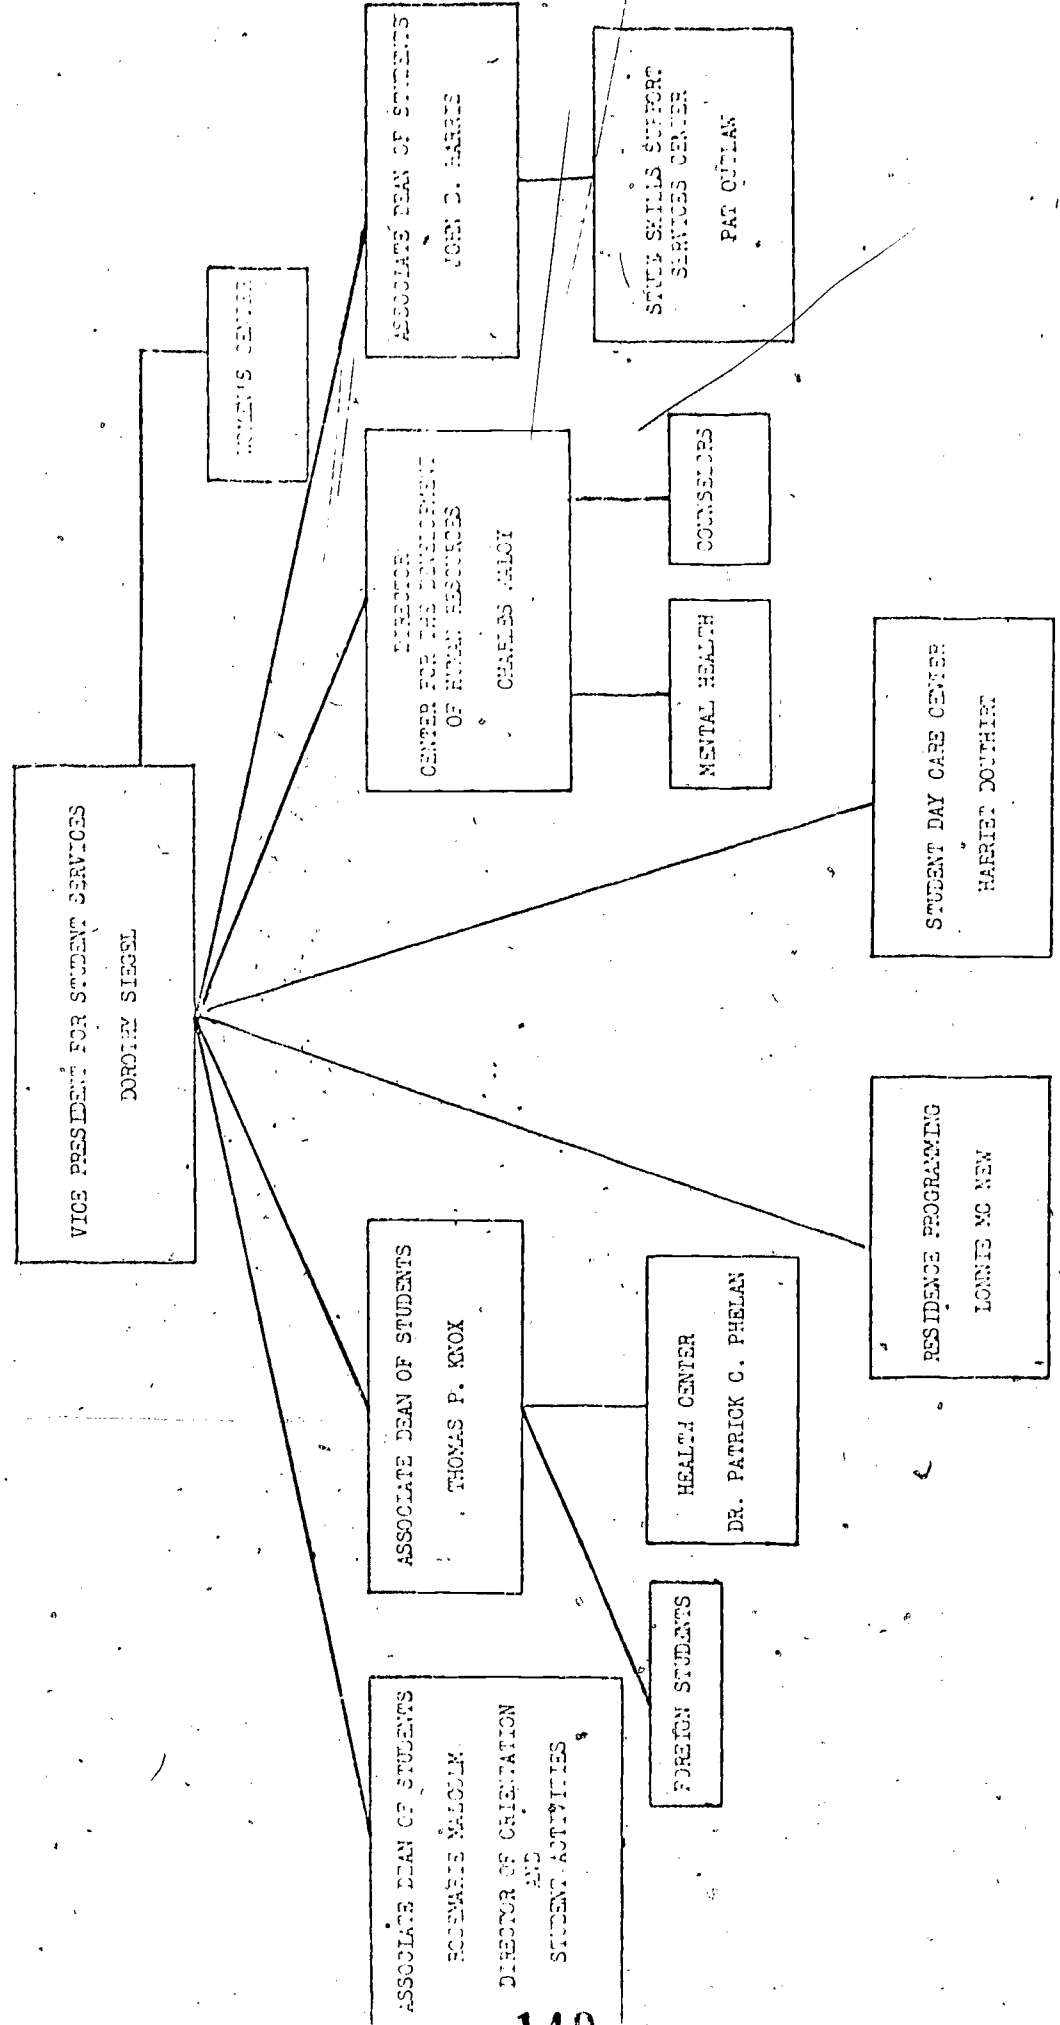 VICE PRESIDENT FOR STUDENT SERVICES
DOROTHY SIEGEL
WOMEN'S CENTER
ASSOCIATE DEAN OF STUDENTS
ROSEMARIE MALCOLM
DIRECTOR OF ORIENTATION
AND
STUDENT ACTIVITIES
ASSOCIATE DEAN OF STUDENTS
THOMAS P. KNOX
DIRECTOR
CENTER FOR THE DEVELOPMENT
OF HUMAN RESOURCES
CHARLES MALOY
ASSOCIATE DEAN OF STUDENTS
JOHN D. HARRIS
FOREIGN STUDENTS
HEALTH CENTER
DR. PATRICK C. PHELAN
MENTAL HEALTH
COUNSELORS
STUDY SKILLS SUPPORT
SERVICES CENTER
PAT OUTLAW
RESIDENCE PROGRAMMING
LONNIE MC NEW
STUDENT DAY CARE CENTER
HARRIET DOUTHIRT